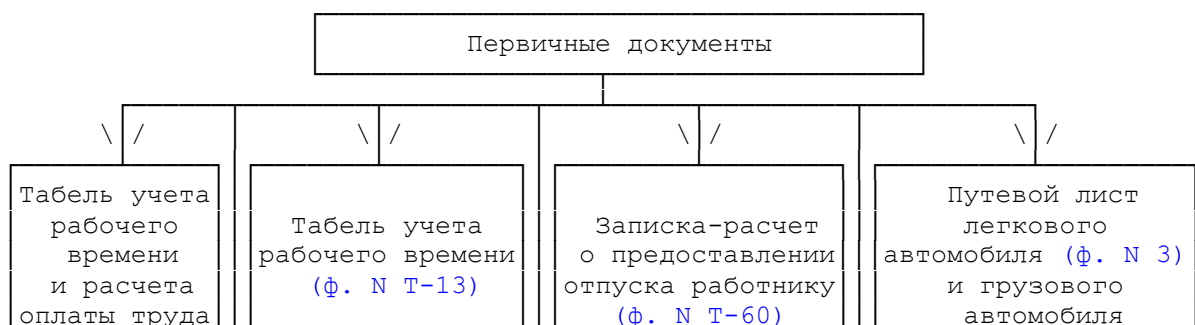 Первичные документы
Табель учета
рабочего
времени
и расчета
оплаты труда
Табель учета
рабочего времени
(ф. N Т-13)
Записка-расчет
о предоставлении
отпуска работнику
(ф. N Т-60)
Путевой лист
легкового
автомобиля (ф. N 3)
и грузового
автомобиля